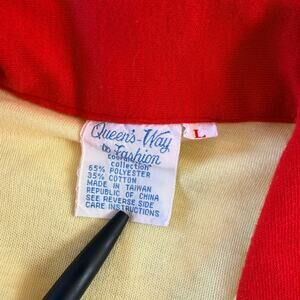 Queen's-Way
to Fashion
collection
65% POLYESTER
35% COTTON
MADE IN TAIWAN
REPUBLIC OF CHINA
SEE REVERSE SIDE
CARE INSTRUCTIONS
L